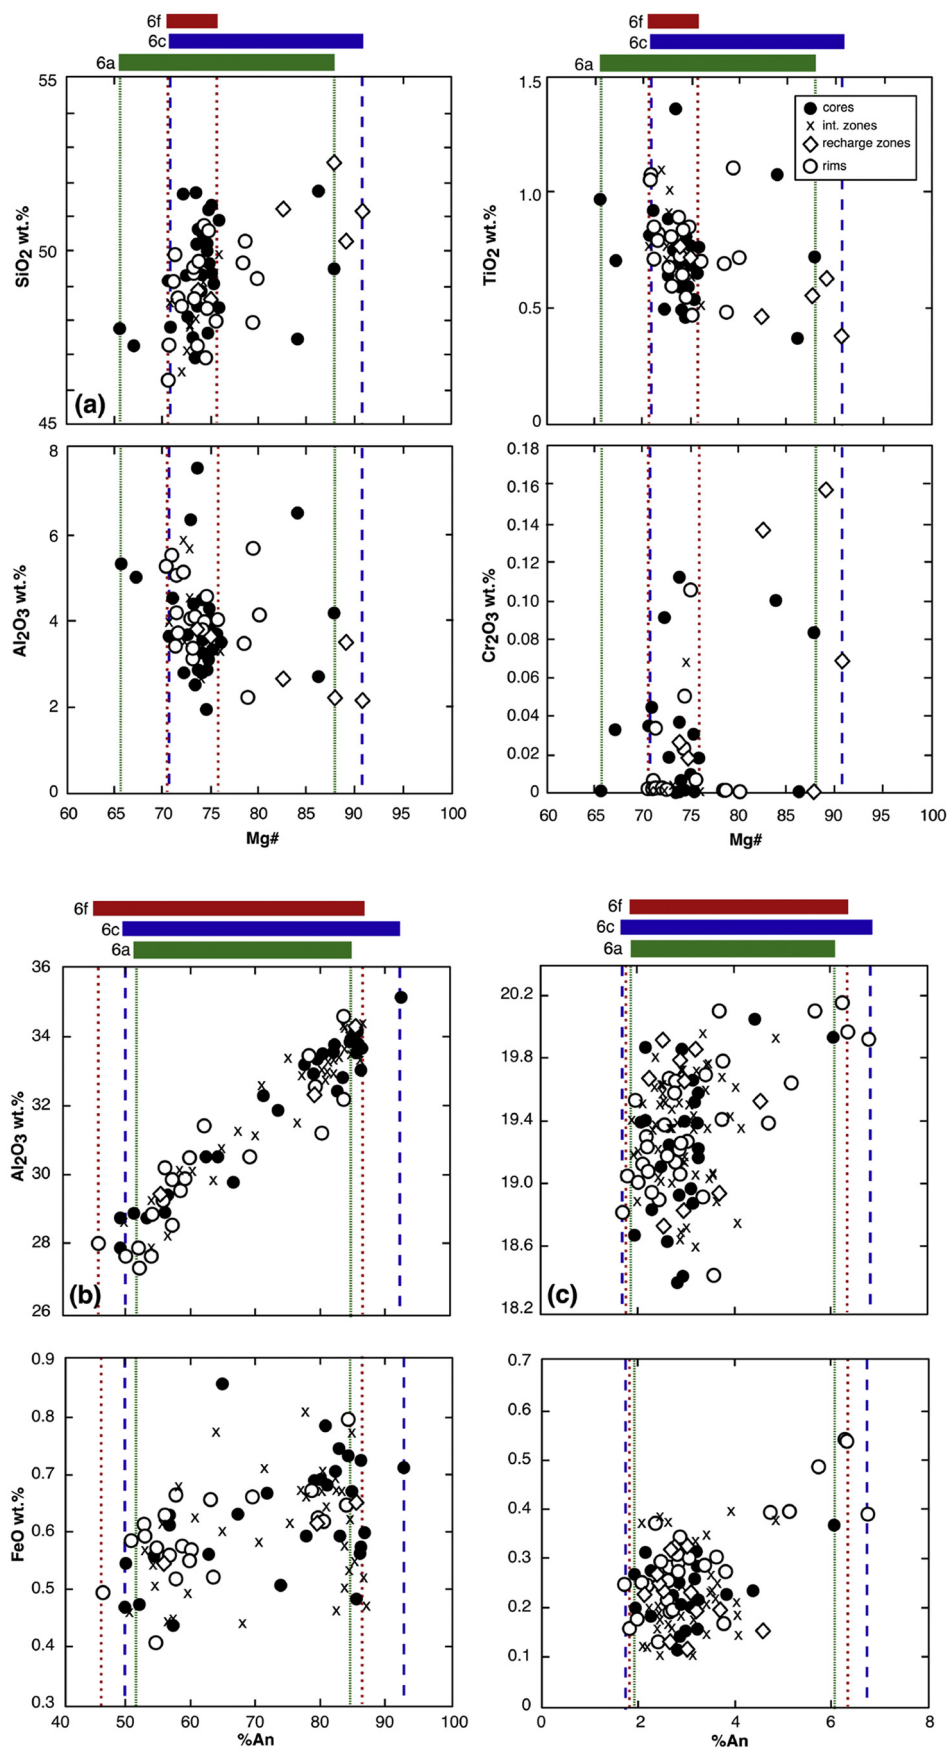 6f
6c
6a
6f
6c
6a
55
50
45
SiO2 wt.%
(a)
1.5
1.0
0.5
0
TiO2 wt.%
cores
x int. zones
recharge zones
rims
8
6
4
2
0
Al2O3 wt.%
60 65 70 75 80 85 90 95 100
Mg#
0.18
0.16
0.14
0.12
0.10
0.08
0.06
0.04
0.02
0
Cr2O3 wt.%
60 65 70 75 80 85 90 95 100
Mg#
6f
6c
6a
6f
6c
6a
36
34
32
30
28
26
Al2O3 wt.%
(b)
20.2
19.8
19.4
19.0
18.6
18.2
(c)
0.9
0.8
0.7
0.6
0.5
0.4
0.3
FeO wt.%
40 50 60 70 80 90 100
%An
0.7
0.6
0.5
0.4
0.3
0.2
0.1
0
0 2 4 6 8
%An